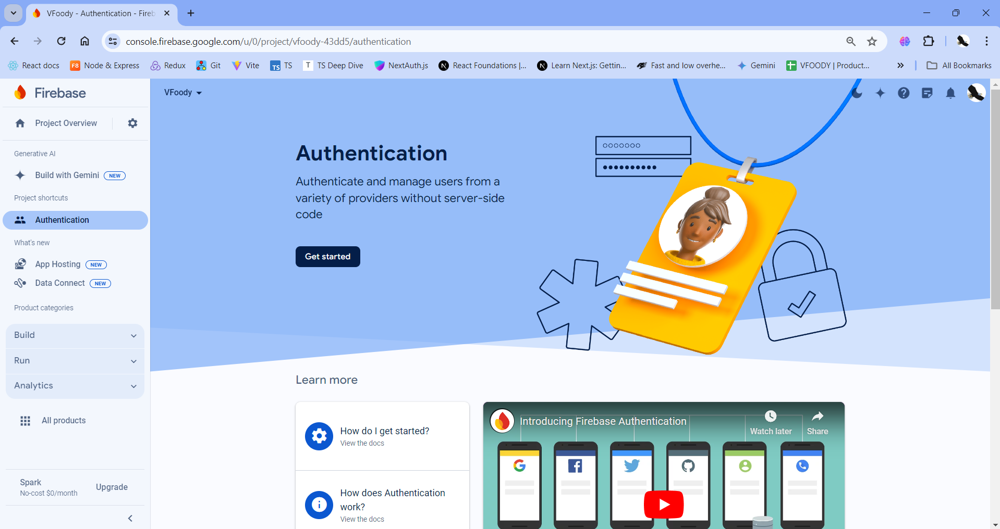 VFoody - Authentication - Fireb
console.firebase.google.com/u/0/project/vfoody-43dd5/authentication
React docs
F8 Node & Express
Redux
Git
Vite
TS TS
T TS Deep Dive
NextAuth.js
N React Foundations |...
N Learn Next.js: Gettin...
Fast and low overhe...
Gemini
VFOODY | Product...
All Bookmarks
Firebase
VFoody
Project Overview
Generative AI
Build with Gemini NEW
Project shortcuts
Authentication
What's new
App Hosting NEW
Data Connect NEW
Product categories
Build
Run
Analytics
All products
Spark
No-cost $0/month
Upgrade
Authentication
Authenticate and manage users from a
variety of providers without server-side
code
Get started
Learn more
How do I get started?
View the docs
How does Authentication
work?
View the docs
Introducing Firebase Authentication
Watch later
Share